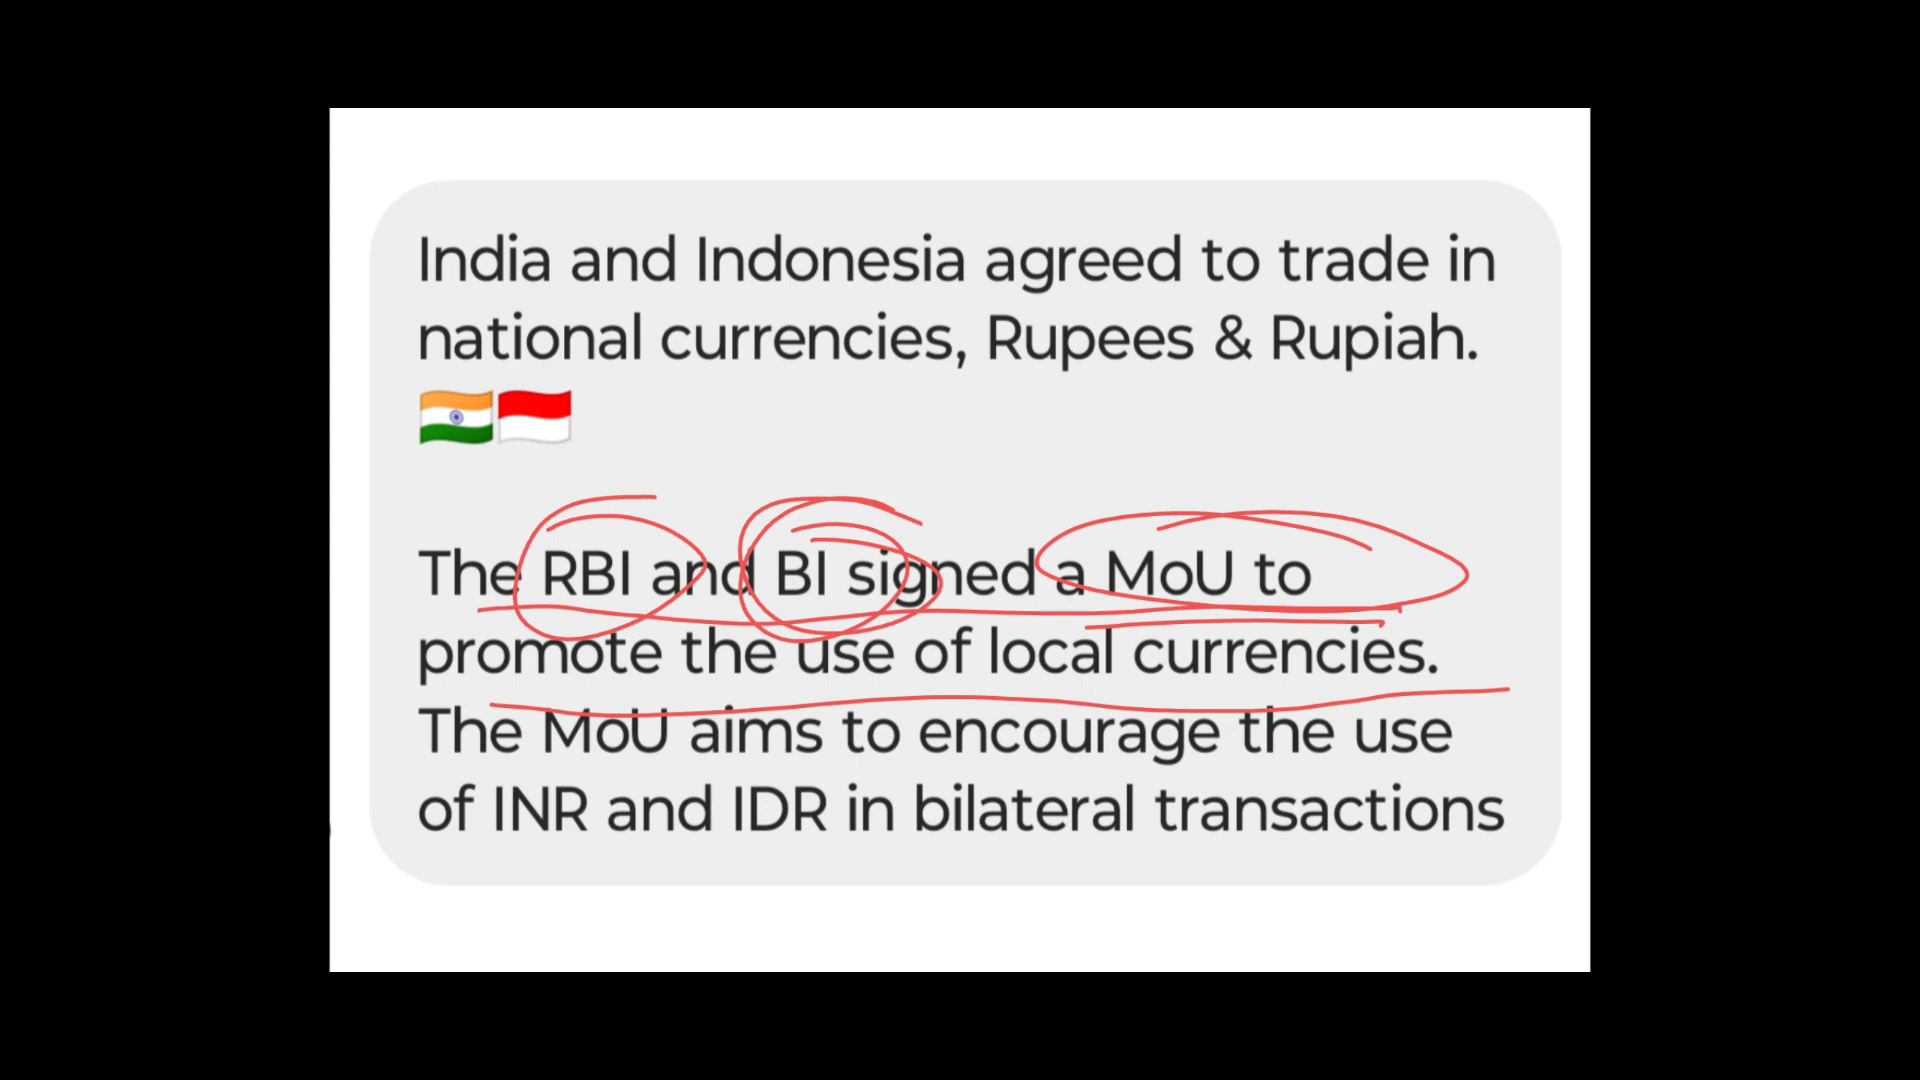 India and Indonesia agreed to trade in
national currencies, Rupees & Rupiah.
🇮🇳🇮🇩
The RBI and BI signed a MoU to
promote the use of local currencies.
The MoU aims to encourage the use
of INR and IDR in bilateral transactions